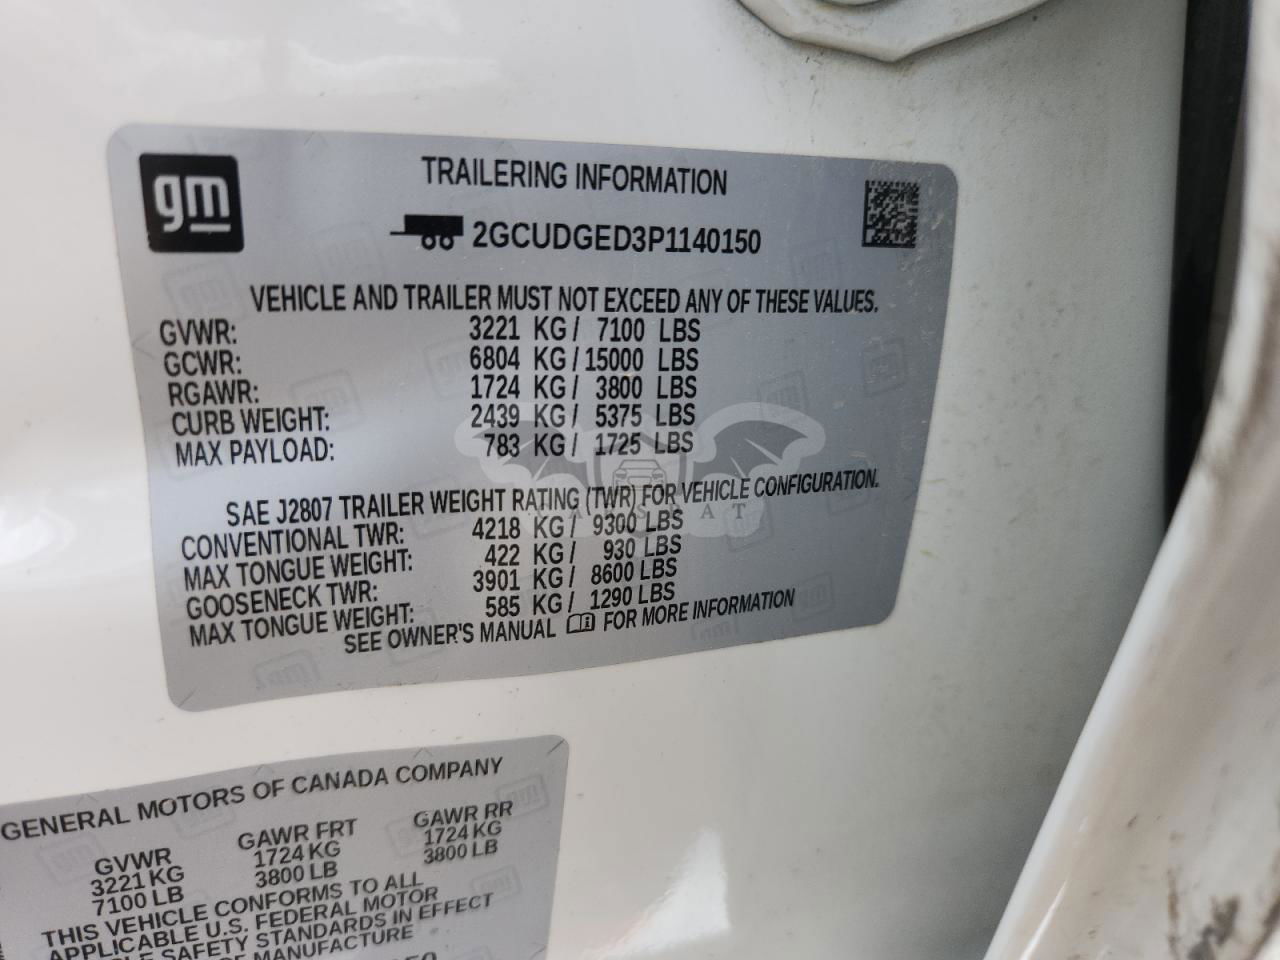 gm
TRAILERING INFORMATION
2GCUDGED3P1140150
VEHICLE AND TRAILER MUST NOT EXCEED ANY OF THESE VALUES.
GVWR: 3221 KG / 7100 LBS
GCWR: 6804 KG / 15000 LBS
RGAWR: 1724 KG / 3800 LBS
CURB WEIGHT: 2439 KG / 5375 LBS
MAX PAYLOAD: 783 KG / 1725 LBS
SAE J2807 TRAILER WEIGHT RATING (TWR) FOR VEHICLE CONFIGURATION.
CONVENTIONAL TWR: 4218 KG / 9300 LBS
MAX TONGUE WEIGHT: 422 KG / 930 LBS
GOOSENECK TWR: 3901 KG / 8600 LBS
MAX TONGUE WEIGHT: 585 KG / 1290 LBS
SEE OWNER'S MANUAL FOR MORE INFORMATION
GENERAL MOTORS OF CANADA COMPANY
GVWR GAWR FRT GAWR RR
3221 KG 1724 KG 1724 KG
7100 LB 3800 LB 3800 LB
THIS VEHICLE CONFORMS TO ALL
APPLICABLE U.S. FEDERAL MOTOR
SAFETY STANDARDS IN EFFECT
MANUFACTURE